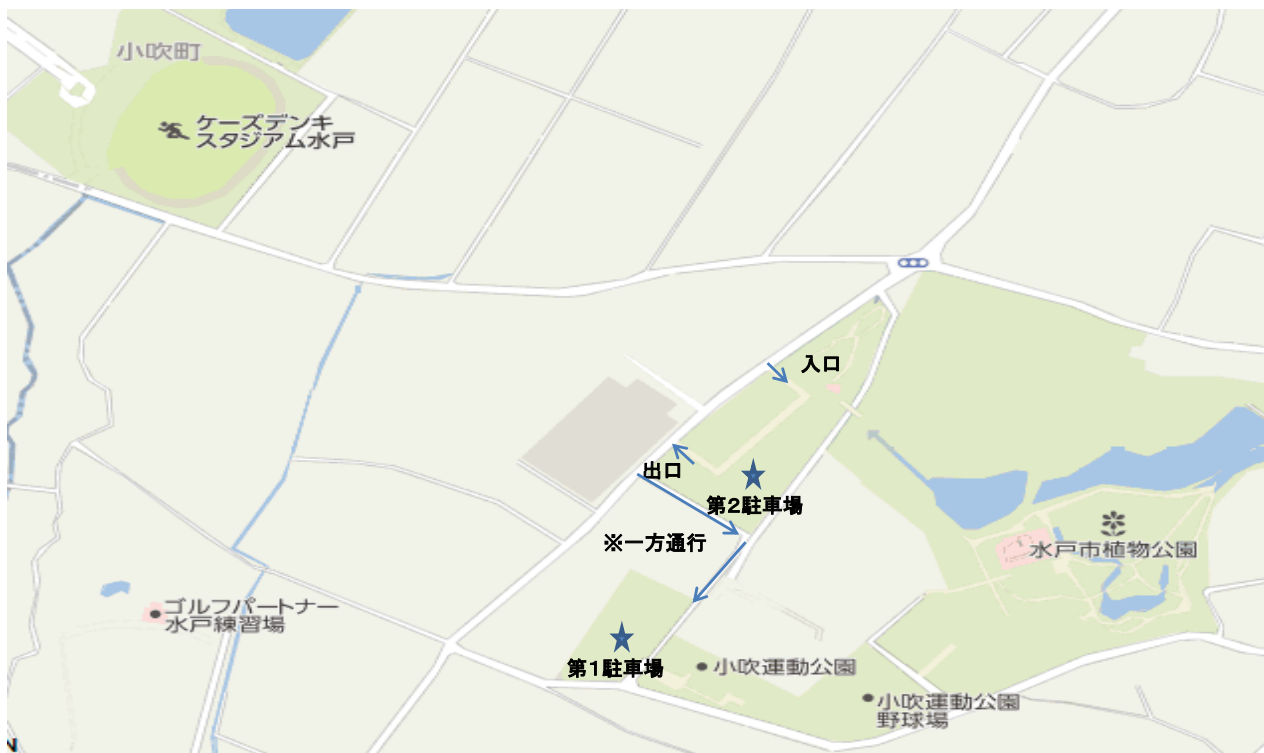 小吹町
ケーズデンキ
スタジアム水戸
入口
出口
第2駐車場
※一方通行
水戸市植物公園
ゴルフパートナー
水戸練習場
第1駐車場
小吹運動公園
小吹運動公園
野球場
N